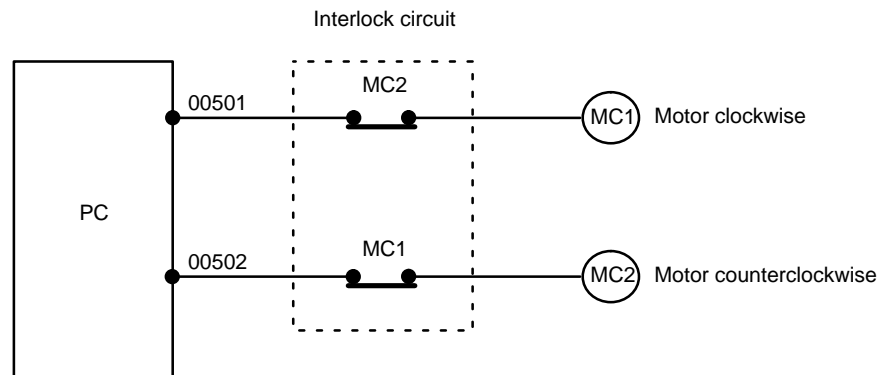 Interlock circuit
MC2
00501
MC1 Motor clockwise
PC
MC1
00502
MC2 Motor counterclockwise